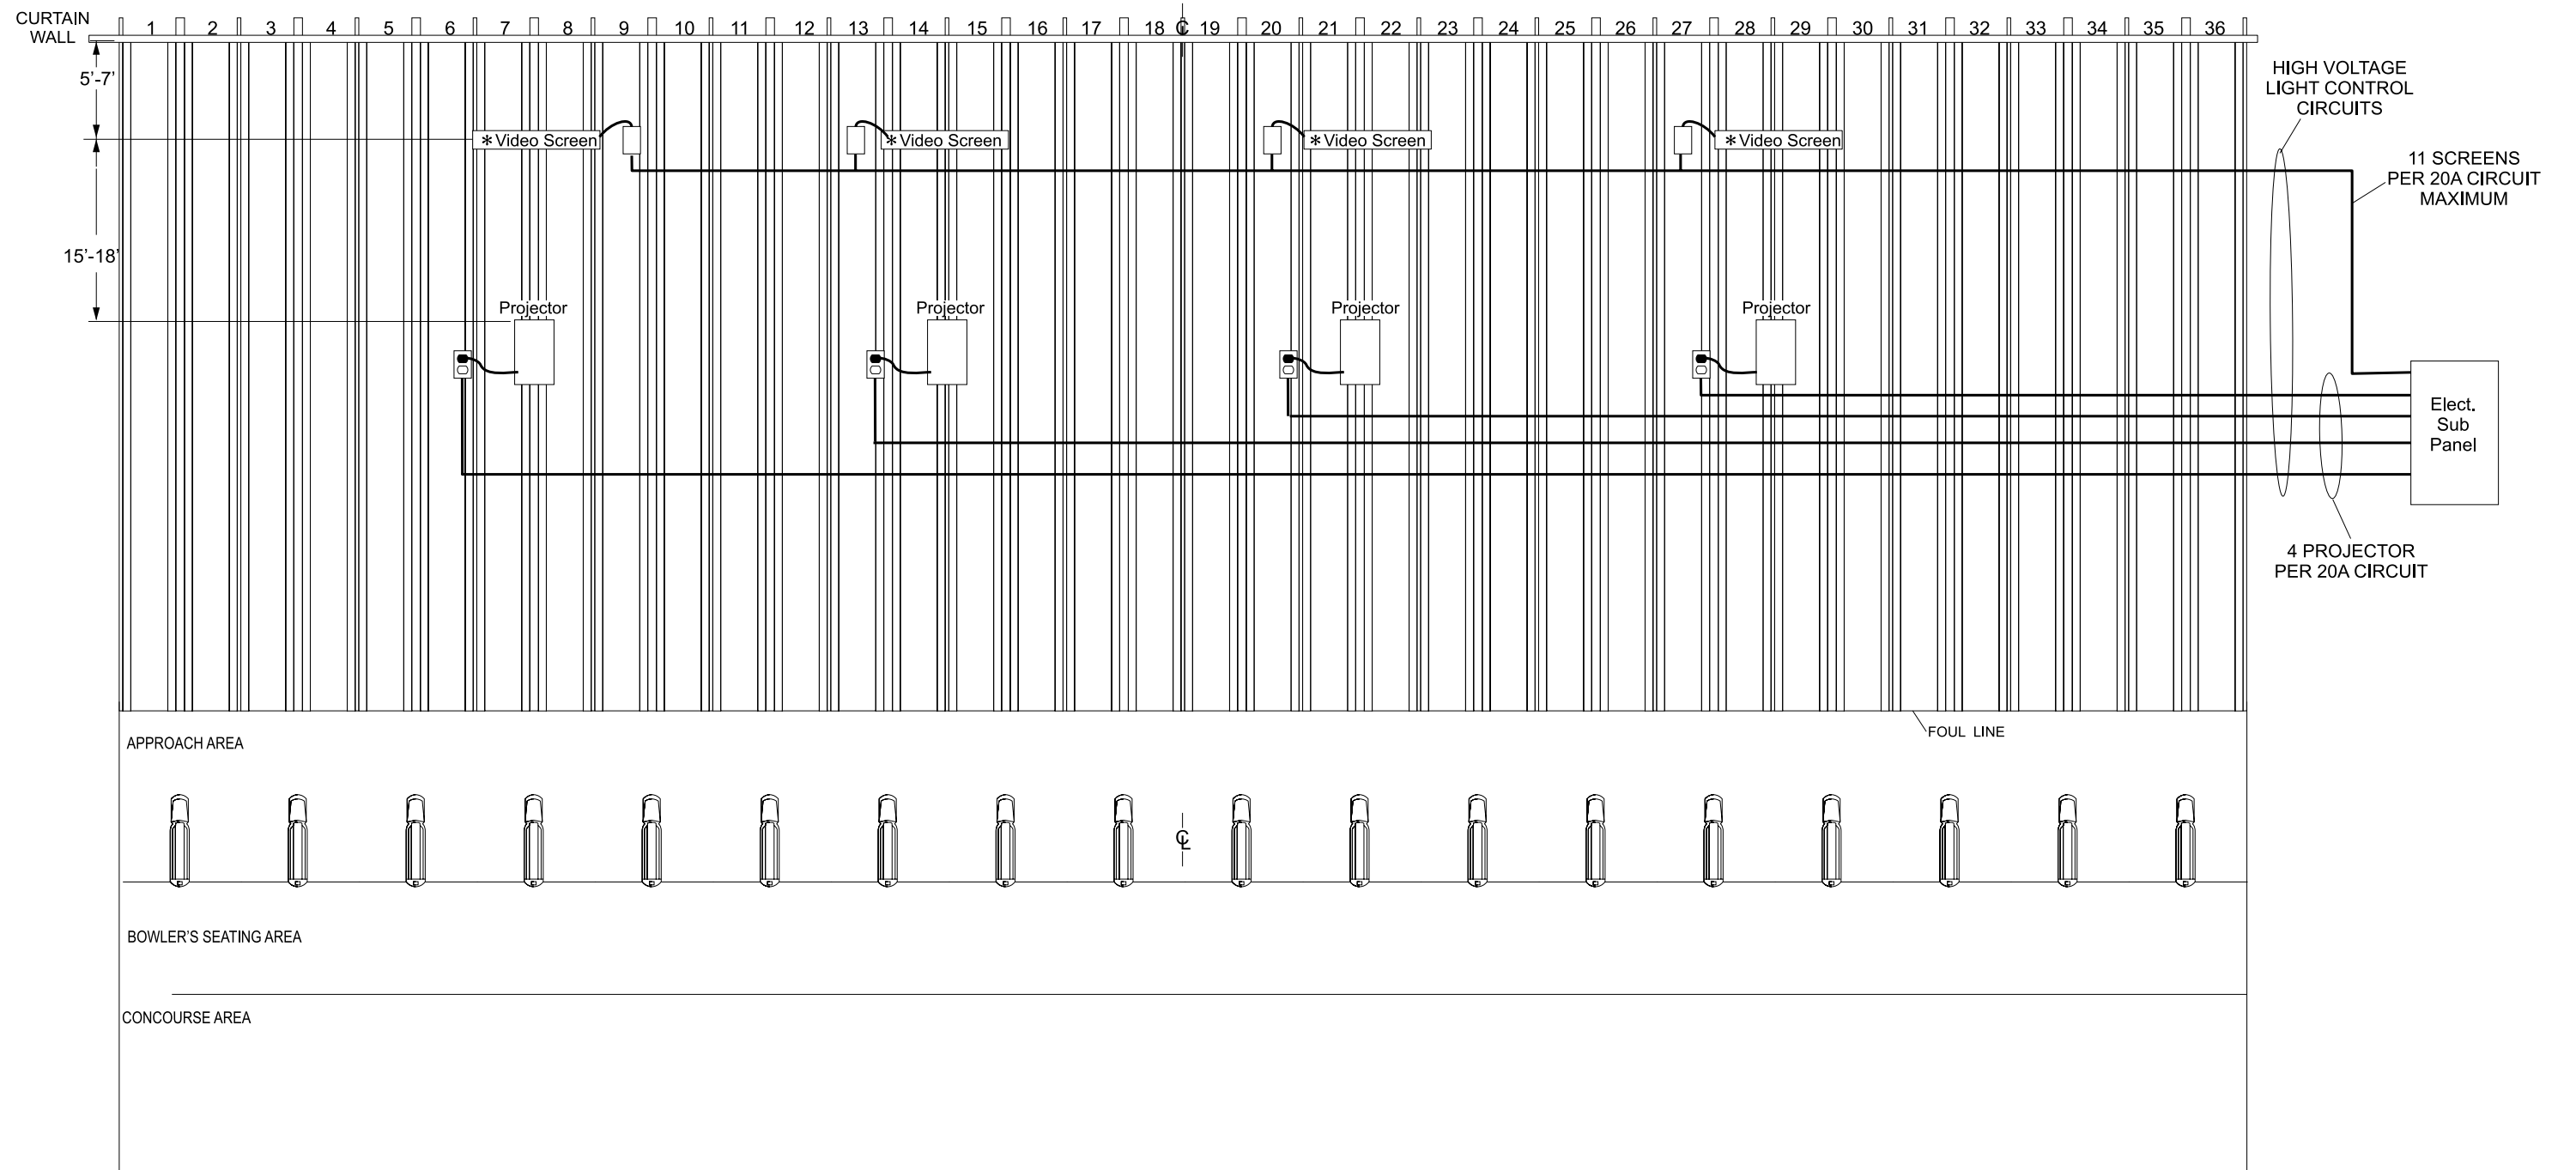 CURTAIN
WALL
1 2 3 4 5 6 7 8 9 10 11 12 13 14 15 16 17 18 ℄ 19 20 21 22 23 24 25 26 27 28 29 30 31 32 33 34 35 36
5’-7’
15’-18’
*Video Screen
*Video Screen
*Video Screen
*Video Screen
HIGH VOLTAGE
LIGHT CONTROL
CIRCUITS
11 SCREENS
PER 20A CIRCUIT
MAXIMUM
Projector
Projector
Projector
Projector
Elect.
Sub
Panel
4 PROJECTOR
PER 20A CIRCUIT
FOUL LINE
APPROACH AREA
℄
BOWLER’S SEATING AREA
CONCOURSE AREA